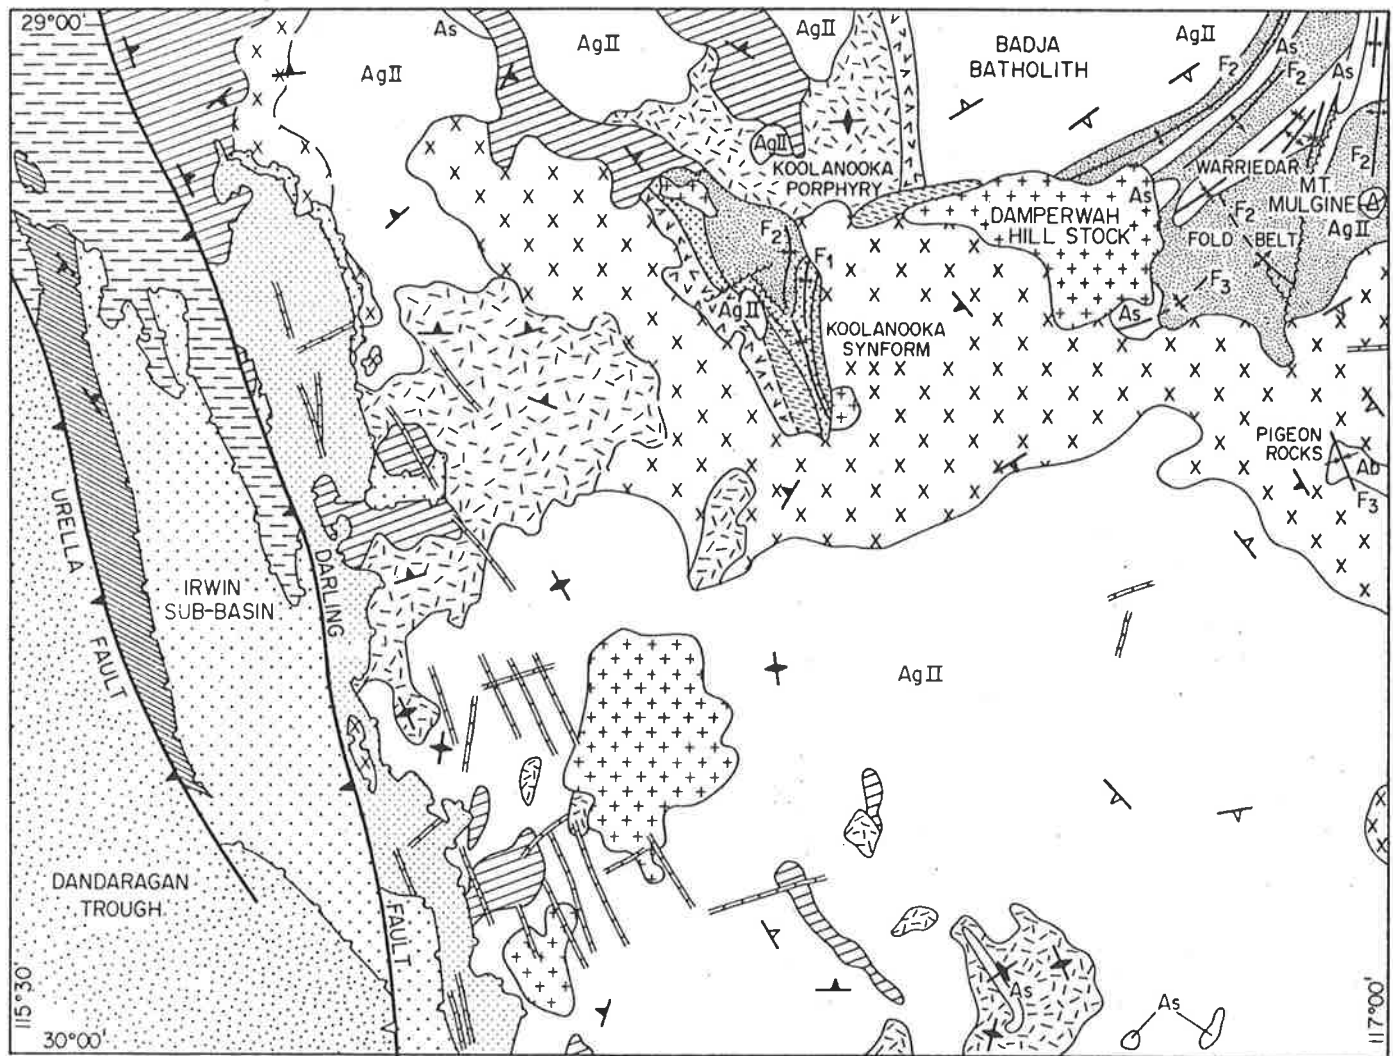 29°00'
As
AgII
AgII
AgII
BADJA
BATHOLITH
AgII
As
F2
F2
As
AgII
KOOLANOOKA
PORPHYRY
WARRIEDAR
F2
MT.
MULGINE
A
As
DAMPERWAH
HILL STOCK
F2
FOLD BELT
AgII
F2
F1
F3
AgII
As
KOOLANOOKA
SYNFORM
PIGEON
ROCKS
Ab
F3
URELLA
FAULT
DARLING
FAULT
IRWIN
SUB-BASIN
AgII
DANDARAGAN
TROUGH
As
As
115°30'
30°00'
117°00'